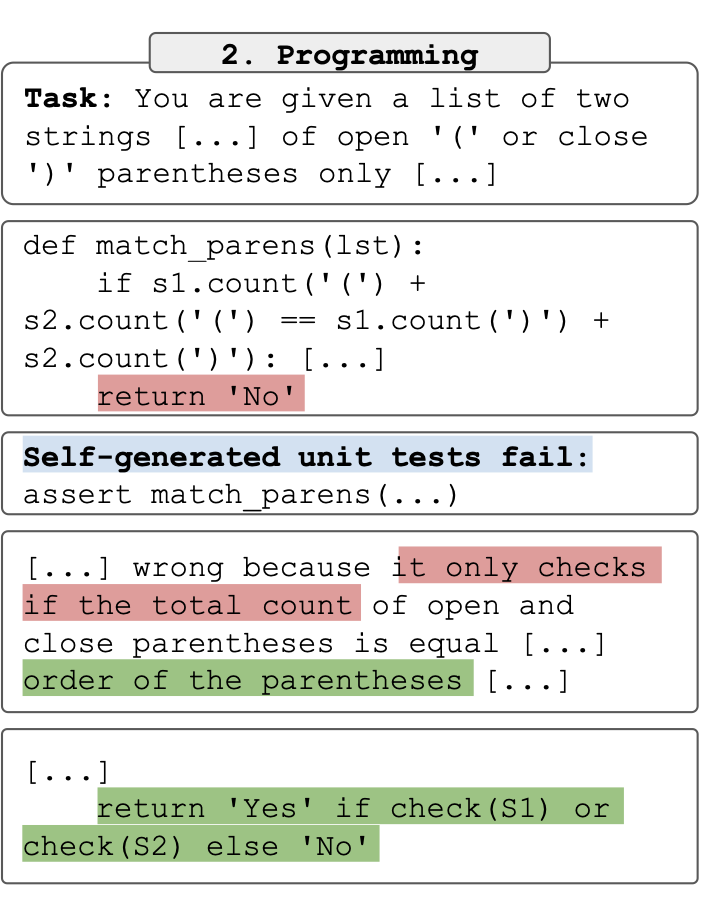 2. Programming
Task: You are given a list of two
strings [...] of open '(' or close
')' parentheses only [...]
def match_parens(lst):
    if s1.count('(') +
s2.count('(') == s1.count(')') +
s2.count(')'): [...]
    return 'No'
Self-generated unit tests fail:
assert match_parens(...)
[...] wrong because it only checks
if the total count of open and
close parentheses is equal [...]
order of the parentheses [...]
[...]
    return 'Yes' if check(S1) or
check(S2) else 'No'